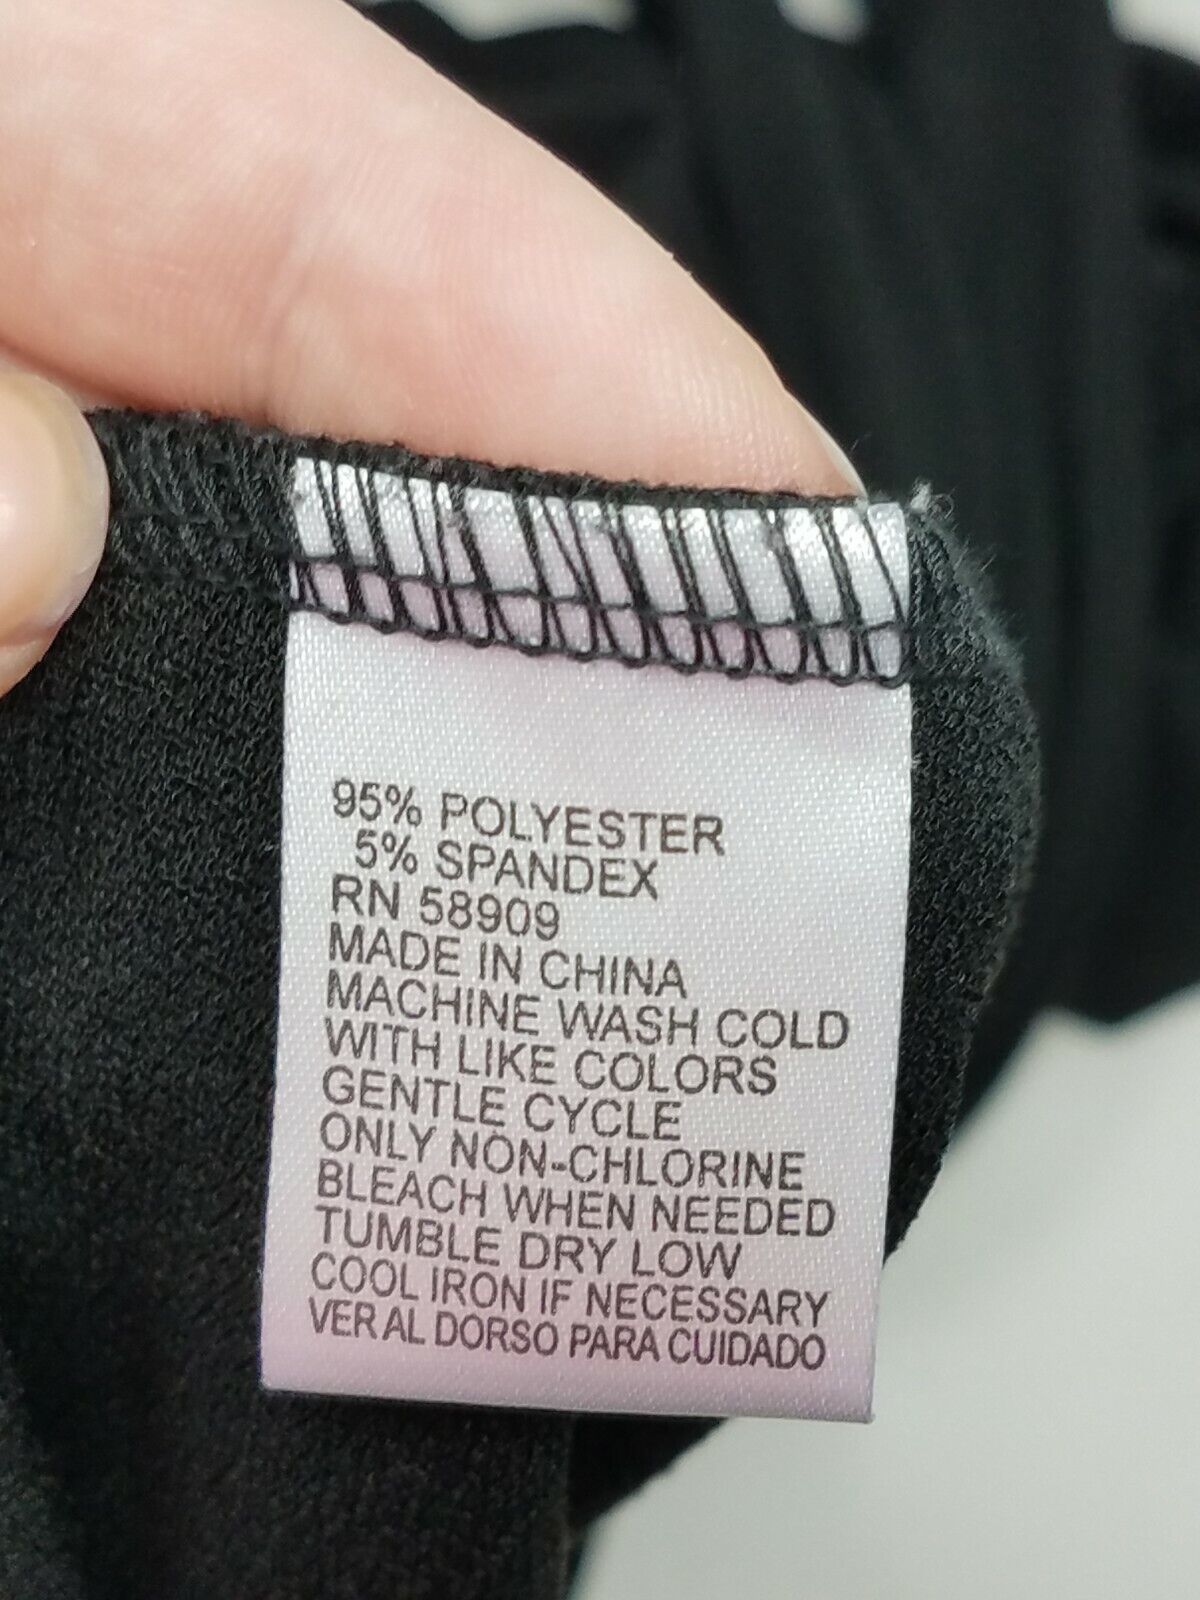 95% POLYESTER
5% SPANDEX
RN 58909
MADE IN CHINA
MACHINE WASH COLD
WITH LIKE COLORS
GENTLE CYCLE
ONLY NON-CHLORINE
BLEACH WHEN NEEDED
TUMBLE DRY LOW
COOL IRON IF NECESSARY
VER AL DORSO PARA CUIDADO